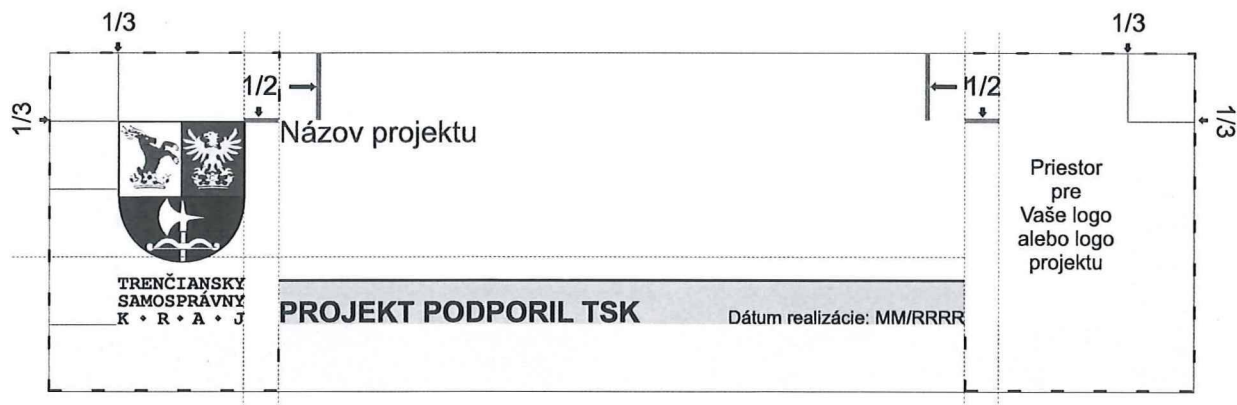 1/3
1/3
1/2
1/2
1/3
1/3
Názov projektu
Priestor
pre
Vaše logo
alebo logo
projektu
TRENČIANSKY
SAMOSPRÁVNY
K • R • A • J
PROJEKT PODPORIL TSK
Dátum realizácie: MM/RRRR